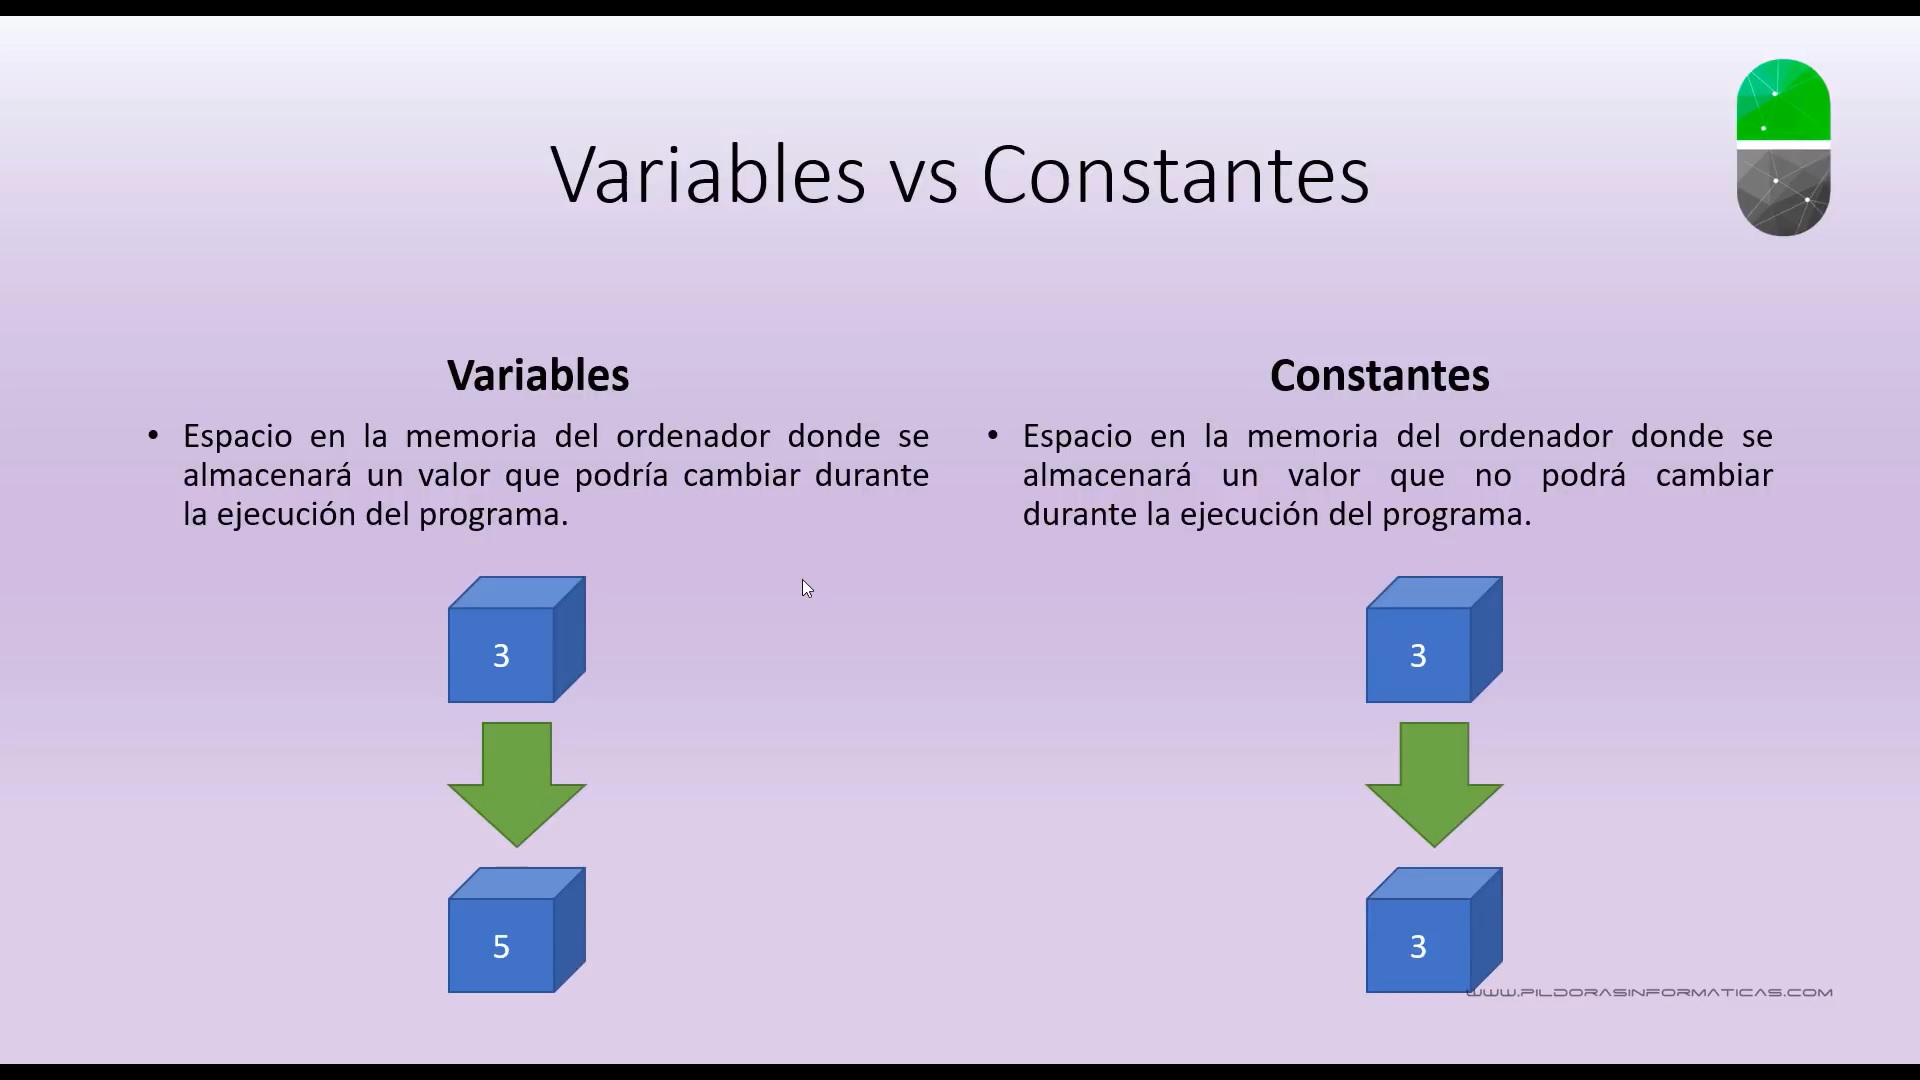 Variables vs Constantes
Variables
Espacio en la memoria del ordenador donde se
almacenará un valor que podría cambiar durante
la ejecución del programa.
3
5
Constantes
Espacio en la memoria del ordenador donde se
almacenará un valor que no podrá cambiar
durante la ejecución del programa.
3
3
WWW.PILDORASINFORMATICAS.COM